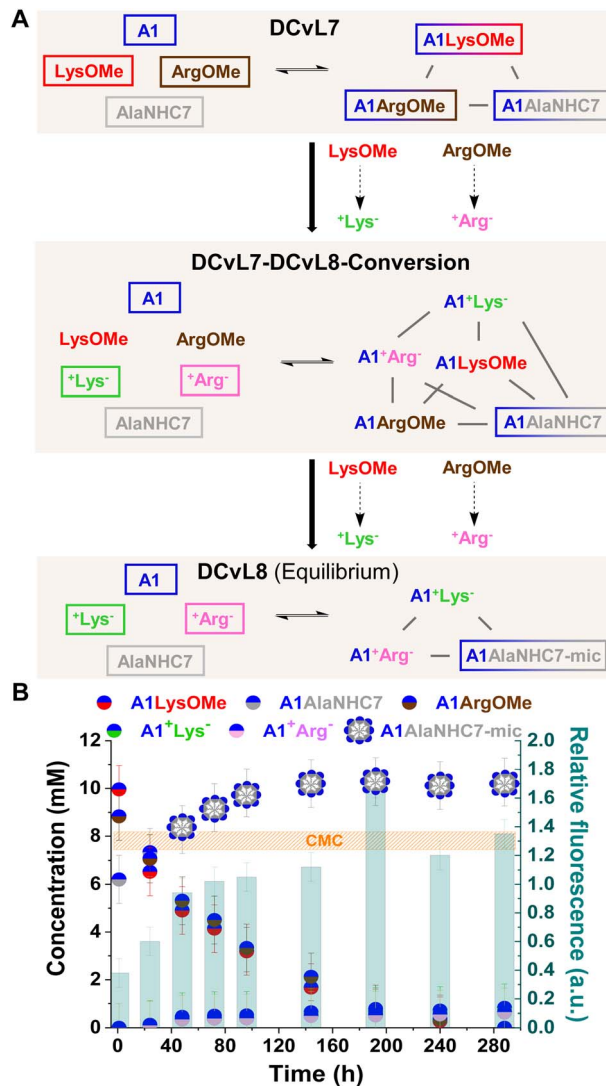 A
DCvL7
A1
LysOMe ArgOMe
AlaNHC7
A1LysOMe
A1ArgOMe A1AlaNHC7
LysOMe ArgOMe
⁺Lys⁻ ⁺Arg⁻
DCvL7-DCvL8-Conversion
A1
LysOMe ArgOMe
⁺Lys⁻ ⁺Arg⁻
AlaNHC7
A1⁺Lys⁻
A1⁺Arg⁻ A1LysOMe
A1ArgOMe A1AlaNHC7
LysOMe ArgOMe
⁺Lys⁻ ⁺Arg⁻
DCvL8 (Equilibrium)
A1
⁺Lys⁻ ⁺Arg⁻
AlaNHC7
A1⁺Lys⁻
A1⁺Arg⁻ A1AlaNHC7-mic
B
A1LysOMe A1AlaNHC7 A1ArgOMe
A1⁺Lys⁻ A1⁺Arg⁻ A1AlaNHC7-mic
Concentration (mM)
12
10
8
6
4
2
0
CMC
2.0
1.8
1.6
1.4
1.2
1.0
0.8
0.6
0.4
0.2
0.0
Relative fluorescence (a.u.)
0 40 80 120 160 200 240 280
Time (h)